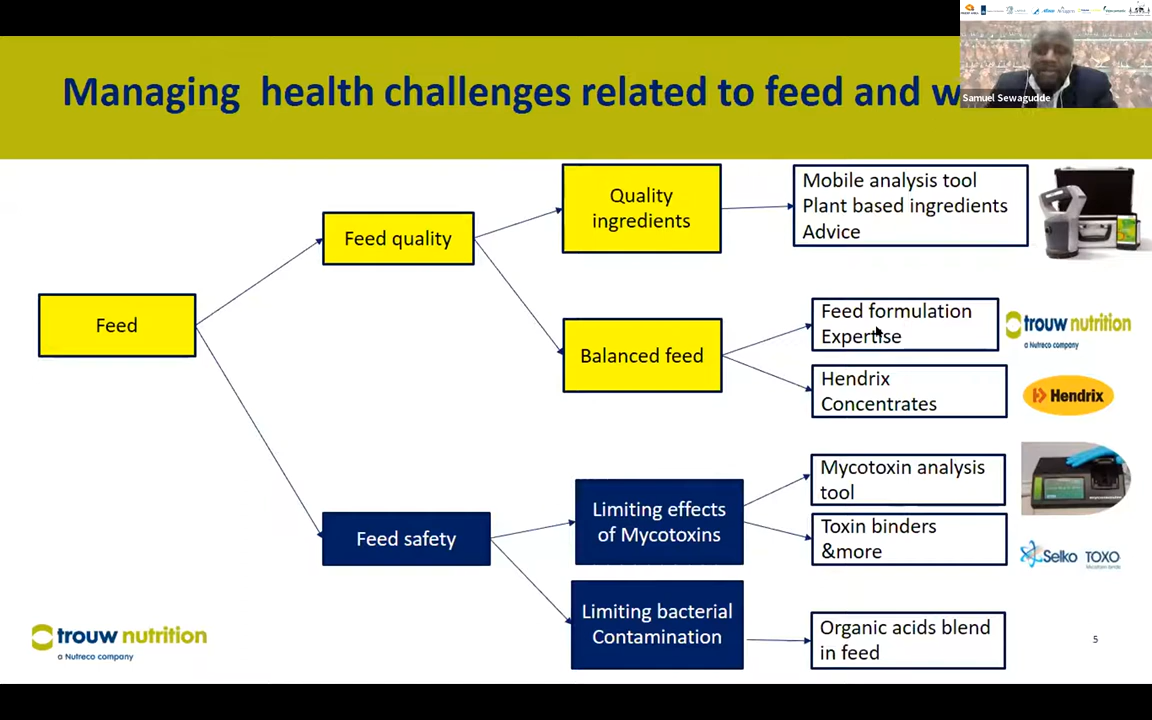 Managing health challenges related to feed and w
Samuel Sewagudde
Feed
Feed quality
Quality
ingredients
Mobile analysis tool
Plant based ingredients
Advice
Balanced feed
Feed formulation
Expertise
trouw nutrition
a Nutreco company
Hendrix
Concentrates
Hendrix
Feed safety
Limiting effects
of Mycotoxins
Mycotoxin analysis
tool
Toxin binders
&more
Selko TOXO
Limiting bacterial
Contamination
Organic acids blend
in feed
trouw nutrition
a Nutreco company
5